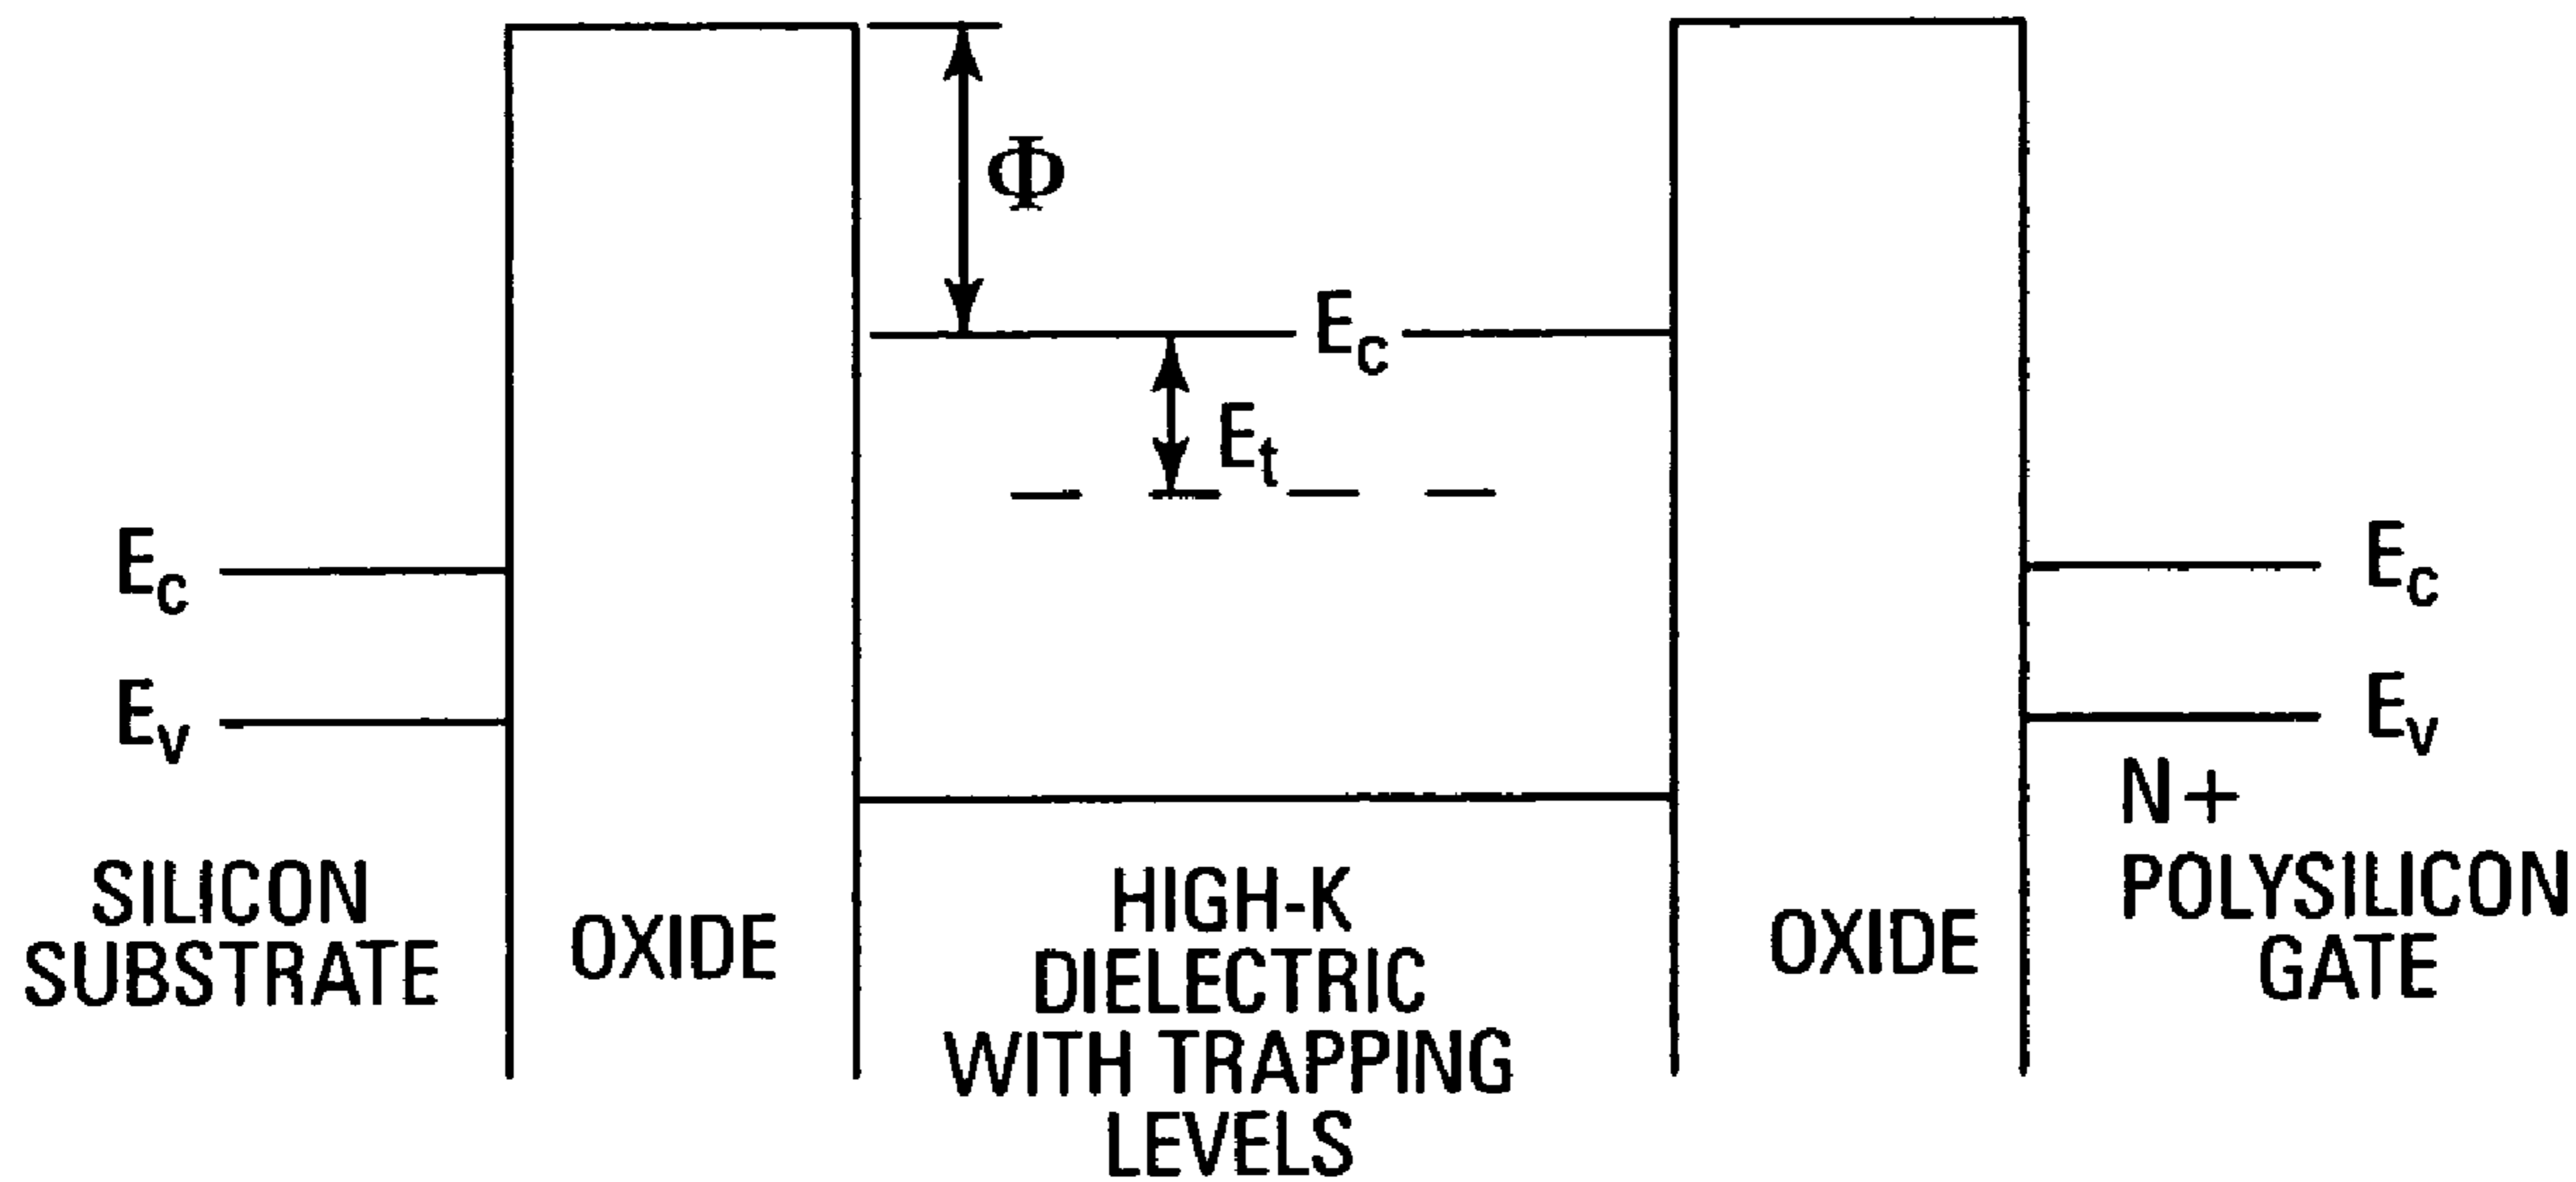 Φ
E_c
E_t
E_c
E_v
E_c
E_v
SILICON
SUBSTRATE
OXIDE
HIGH-K
DIELECTRIC
WITH TRAPPING
LEVELS
OXIDE
N+
POLYSILICON
GATE